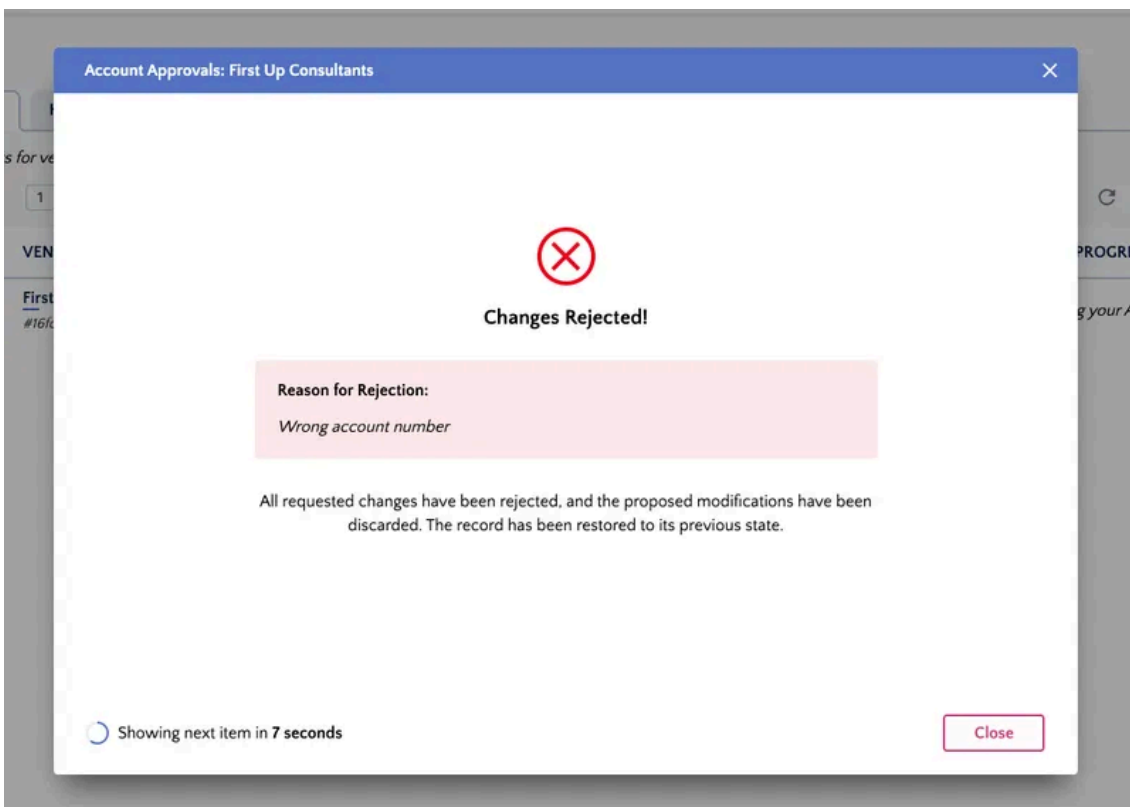 Account Approvals: First Up Consultants
s for ve
1
VEN
PROGRE
First
#16fc
g your A
Changes Rejected!
Reason for Rejection:
Wrong account number
All requested changes have been rejected, and the proposed modifications have been
discarded. The record has been restored to its previous state.
Showing next item in 7 seconds
Close